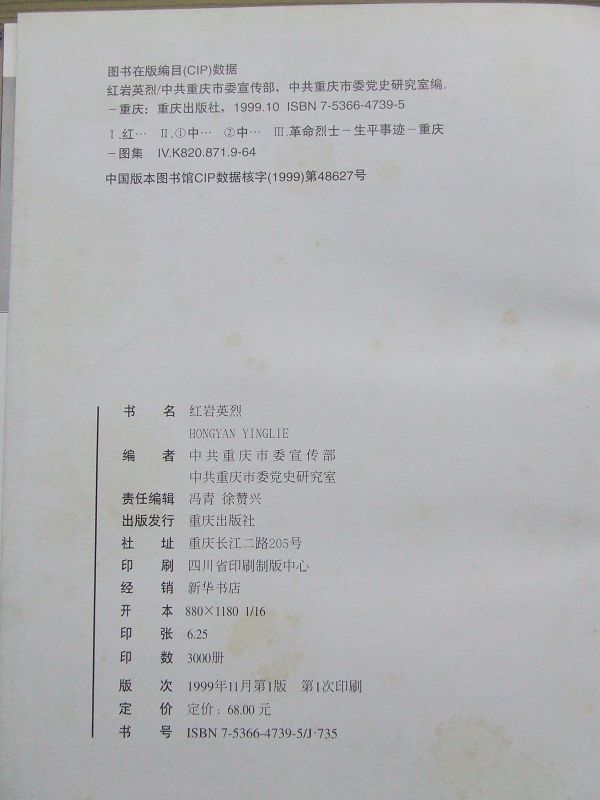 图书在版编目(CIP)数据
红岩英烈/中共重庆市委宣传部，中共重庆市委党史研究室编。
－重庆：重庆出版社，1999.10 ISBN 7-5366-4739-5
Ⅰ.红… Ⅱ.①中… ②中… Ⅲ.革命烈士－生平事迹－重庆
－图集 Ⅳ.K820.871.9-64
中国版本图书馆CIP数据核字(1999)第48627号
书 名 红岩英烈
HONGYAN YINGLIE
编 者 中共重庆市委宣传部
中共重庆市委党史研究室
责任编辑 冯青 徐赞兴
出版发行 重庆出版社
社 址 重庆长江二路205号
印 刷 四川省印刷制版中心
经 销 新华书店
开 本 880×1180 1/16
印 张 6.25
印 数 3000册
版 次 1999年11月第1版 第1次印刷
定 价 定价：68.00 元
书 号 ISBN 7-5366-4739-5/J·735